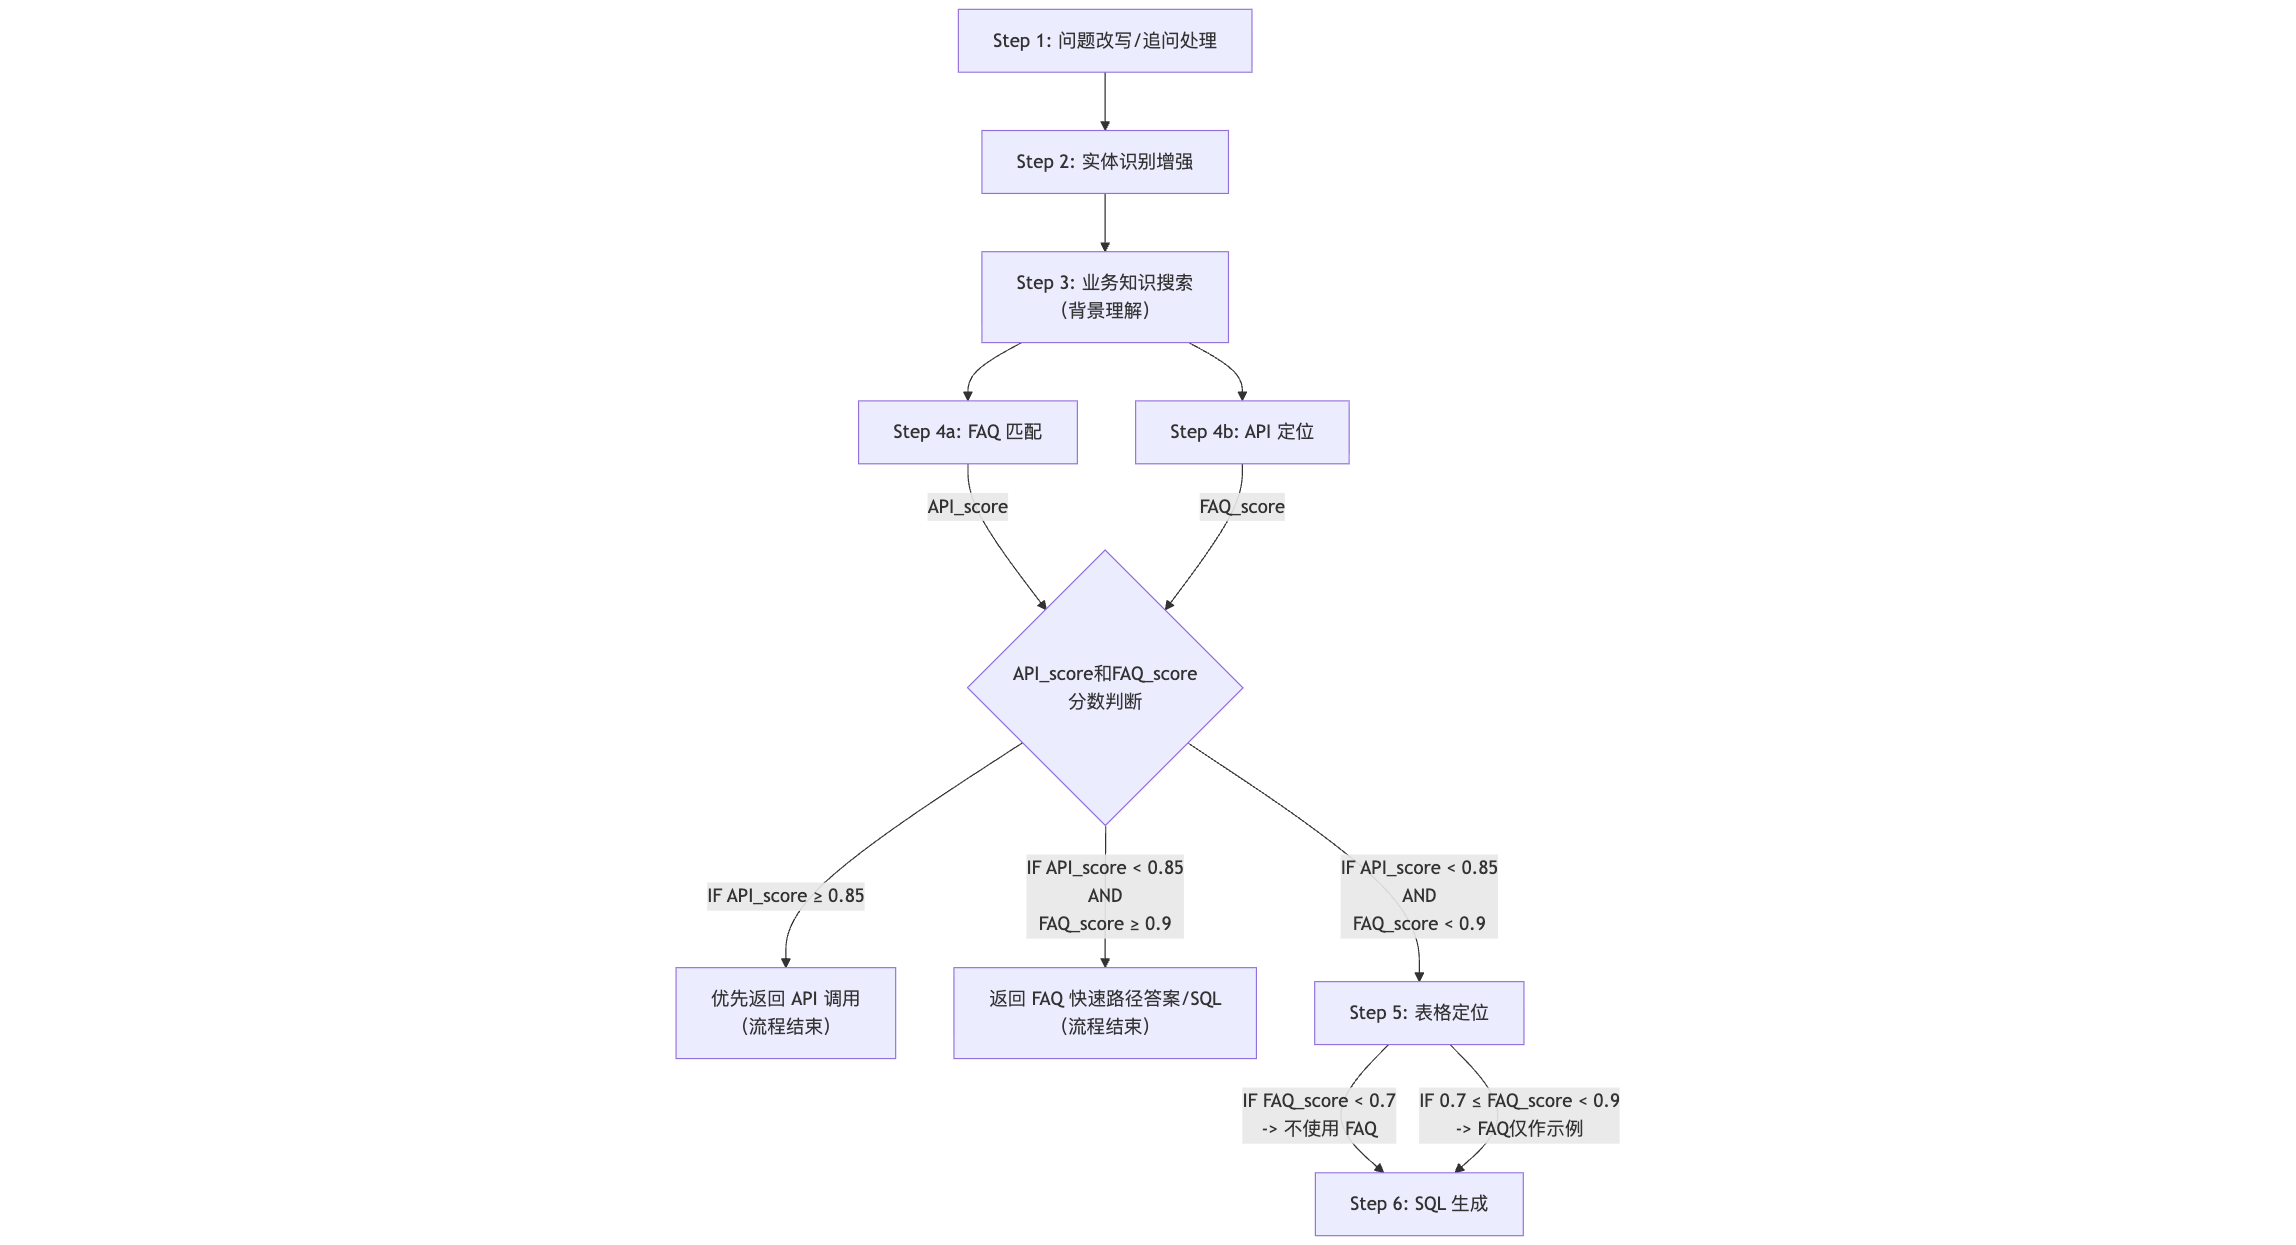 Step 1: 问题改写/追问处理
Step 2: 实体识别增强
Step 3: 业务知识搜索
（背景理解）
Step 4a: FAQ 匹配
Step 4b: API 定位
API_score
FAQ_score
API_score和FAQ_score
分数判断
IF API_score ≥ 0.85
IF API_score < 0.85
AND
FAQ_score ≥ 0.9
IF API_score < 0.85
AND
FAQ_score < 0.9
优先返回 API 调用
（流程结束）
返回 FAQ 快速路径答案/SQL
（流程结束）
Step 5: 表格定位
IF FAQ_score < 0.7
-> 不使用 FAQ
IF 0.7 ≤ FAQ_score < 0.9
-> FAQ仅作示例
Step 6: SQL 生成